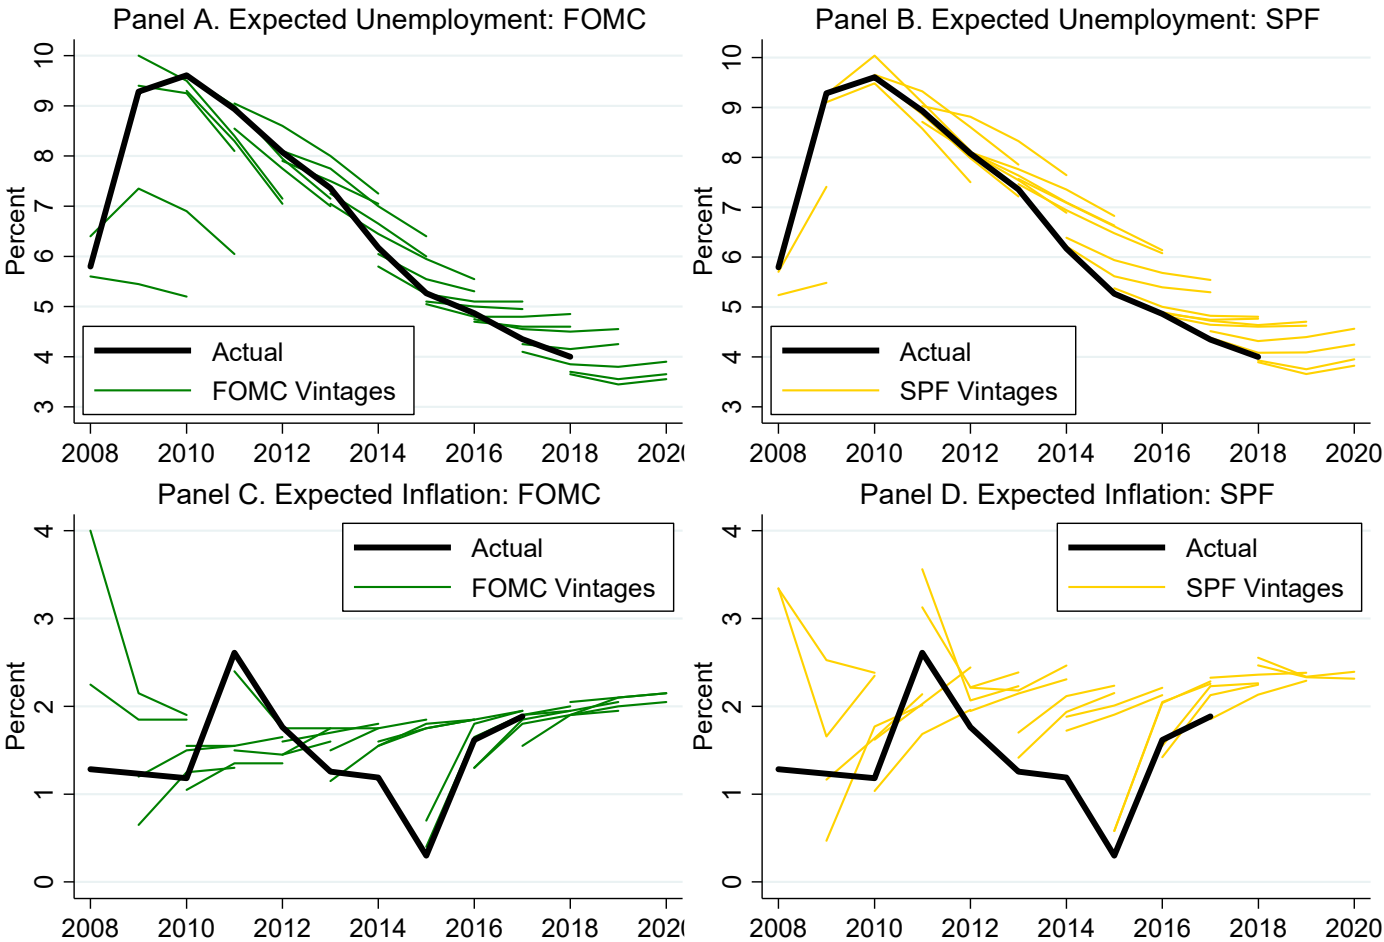 Panel A. Expected Unemployment: FOMC
Percent
10
9
8
7
6
5
4
3
Actual
FOMC Vintages
2008 2010 2012 2014 2016 2018 2020
Panel B. Expected Unemployment: SPF
Percent
10
9
8
7
6
5
4
3
Actual
SPF Vintages
2008 2010 2012 2014 2016 2018 2020
Panel C. Expected Inflation: FOMC
Percent
4
3
2
1
0
Actual
FOMC Vintages
2008 2010 2012 2014 2016 2018 2020
Panel D. Expected Inflation: SPF
Percent
4
3
2
1
0
Actual
SPF Vintages
2008 2010 2012 2014 2016 2018 2020